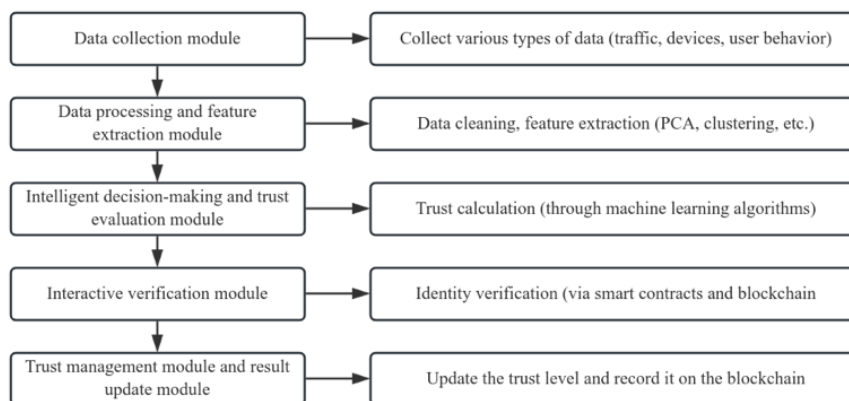 Data collection module
Collect various types of data (traffic, devices, user behavior)
Data processing and feature
extraction module
Data cleaning, feature extraction (PCA, clustering, etc.)
Intelligent decision-making and trust
evaluation module
Trust calculation (through machine learning algorithms)
Interactive verification module
Identity verification (via smart contracts and blockchain
Trust management module and result
update module
Update the trust level and record it on the blockchain